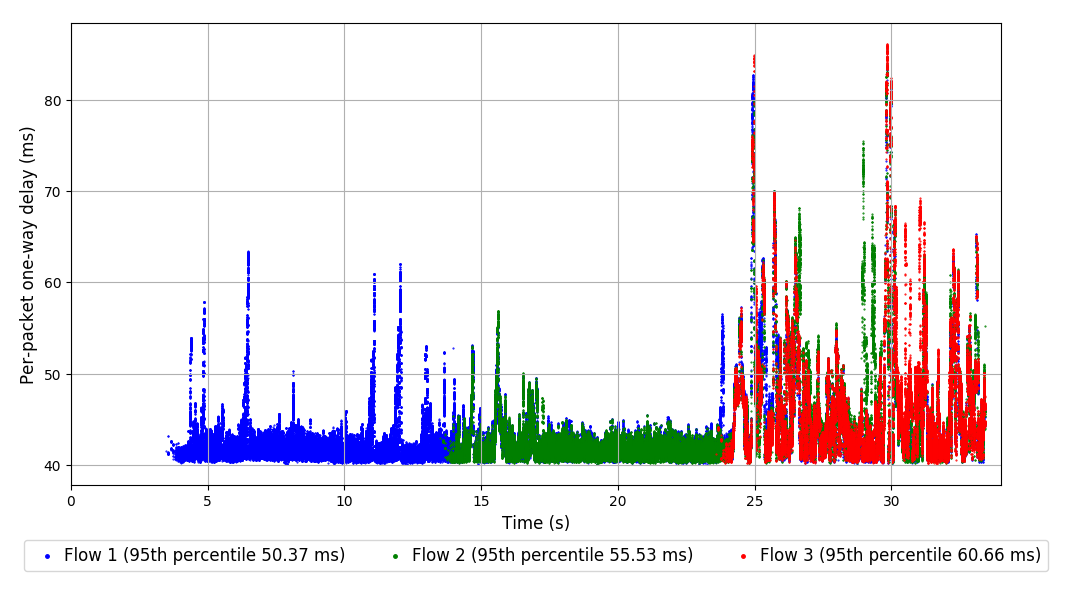 Per-packet one-way delay (ms)
80
70
60
50
40
0 5 10 15 20 25 30
Time (s)
Flow 1 (95th percentile 50.37 ms) Flow 2 (95th percentile 55.53 ms) Flow 3 (95th percentile 60.66 ms)